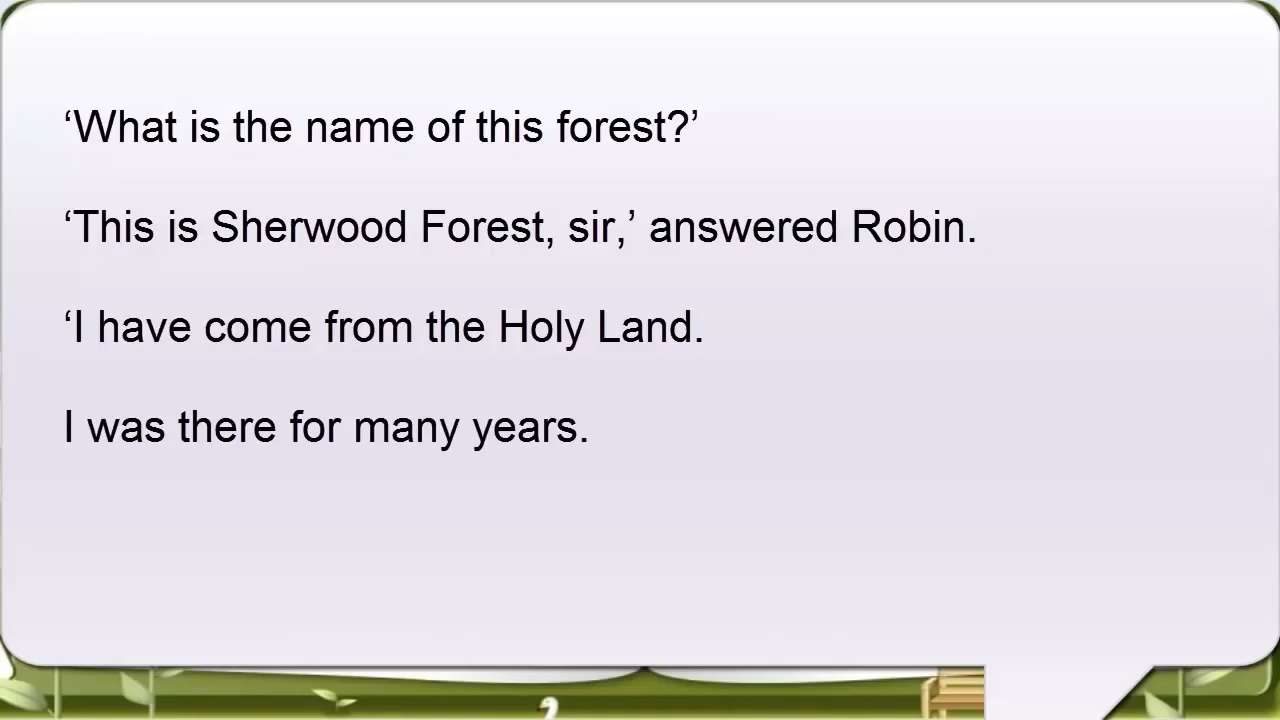 ‘What is the name of this forest?’
‘This is Sherwood Forest, sir,’ answered Robin.
‘I have come from the Holy Land.
I was there for many years.